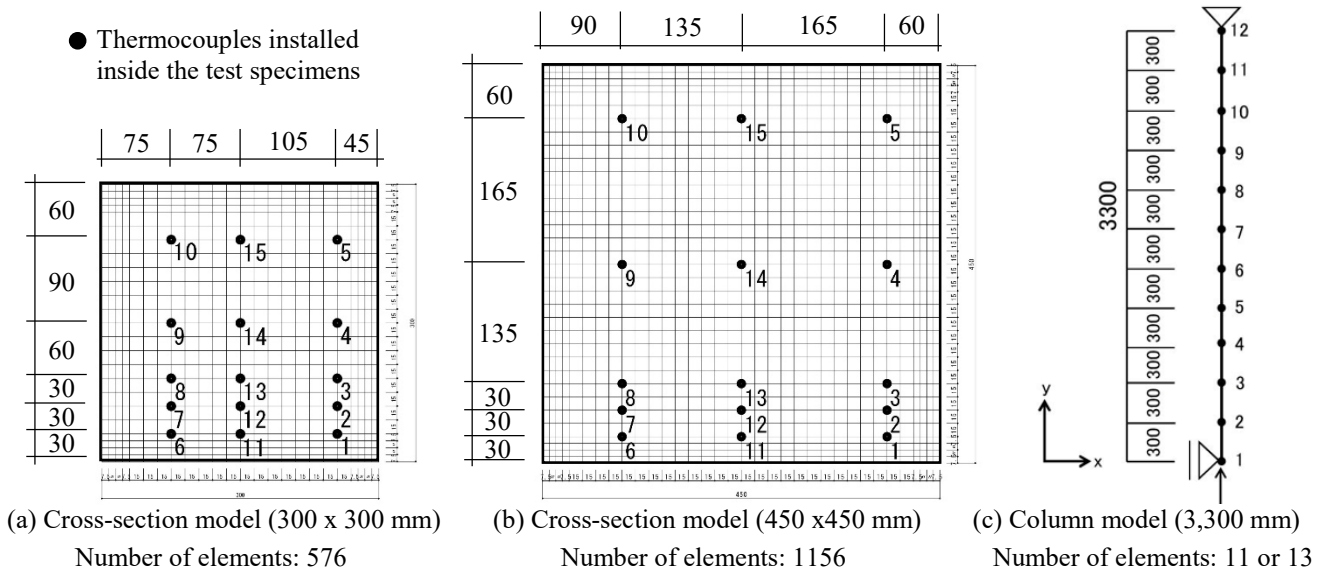 ● Thermocouples installed
inside the test specimens
75 75 105 45
60
90
60
30
30
30
10 15 5
9 14 4
8 13 3
7 12 2
6 11 1
300
300
(a) Cross-section model (300 x 300 mm)
Number of elements: 576
90 135 165 60
60
165
135
30
30
30
10 15 5
9 14 4
8 13 3
7 12 2
6 11 1
450
450
(b) Cross-section model (450 x450 mm)
Number of elements: 1156
3300
300
300
300
300
300
300
300
300
300
300
300
12
11
10
9
8
7
6
5
4
3
2
1
y
x
(c) Column model (3,300 mm)
Number of elements: 11 or 13